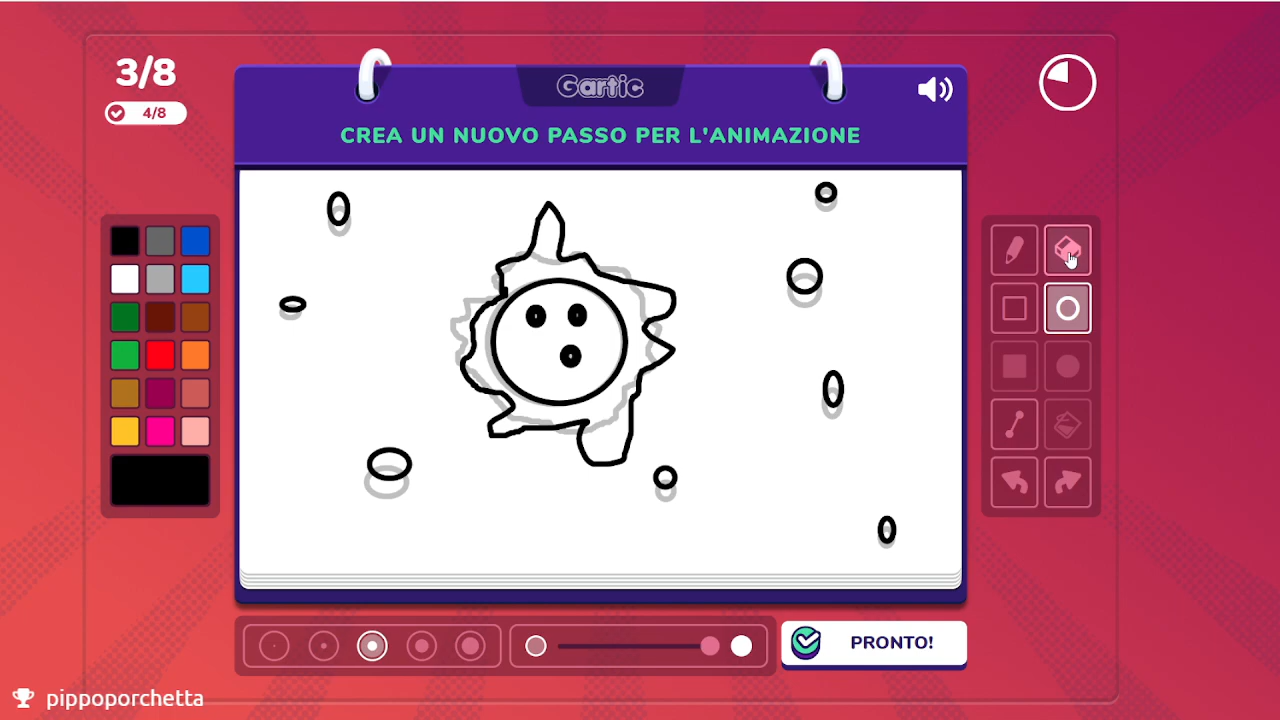 3/8
4/8
Gartic
CREA UN NUOVO PASSO PER L'ANIMAZIONE
PRONTO!
pippoporchetta